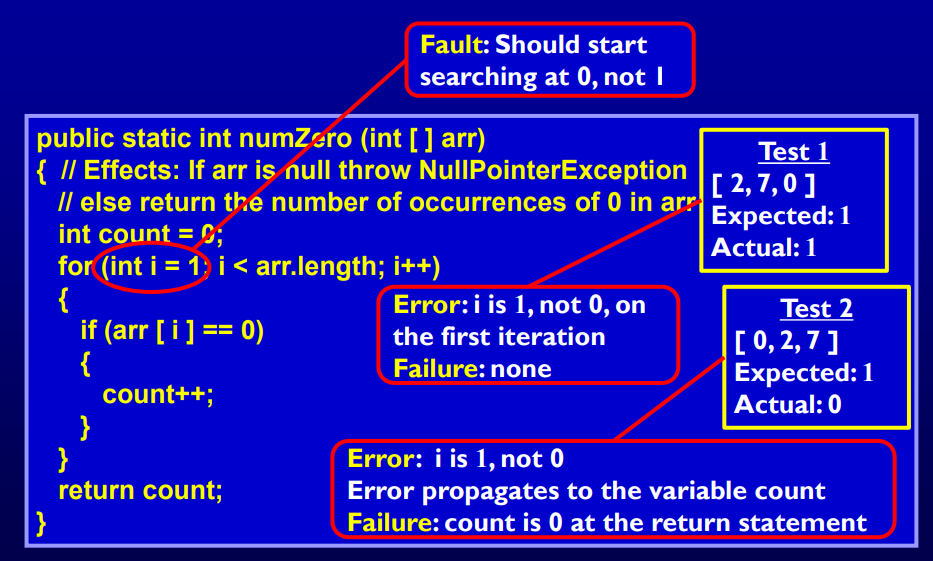 Fault: Should start
searching at 0, not 1
public static int numZero (int [ ] arr)
{ // Effects: If arr is null throw NullPointerException
// else return the number of occurrences of 0 in arr
int count = 0;
for (int i = 1; i < arr.length; i++)
{
if (arr [ i ] == 0)
{
count++;
}
}
return count;
}
Test 1
[ 2, 7, 0 ]
Expected: 1
Actual: 1
Error: i is 1, not 0, on
the first iteration
Failure: none
Test 2
[ 0, 2, 7 ]
Expected: 1
Actual: 0
Error: i is 1, not 0
Error propagates to the variable count
Failure: count is 0 at the return statement